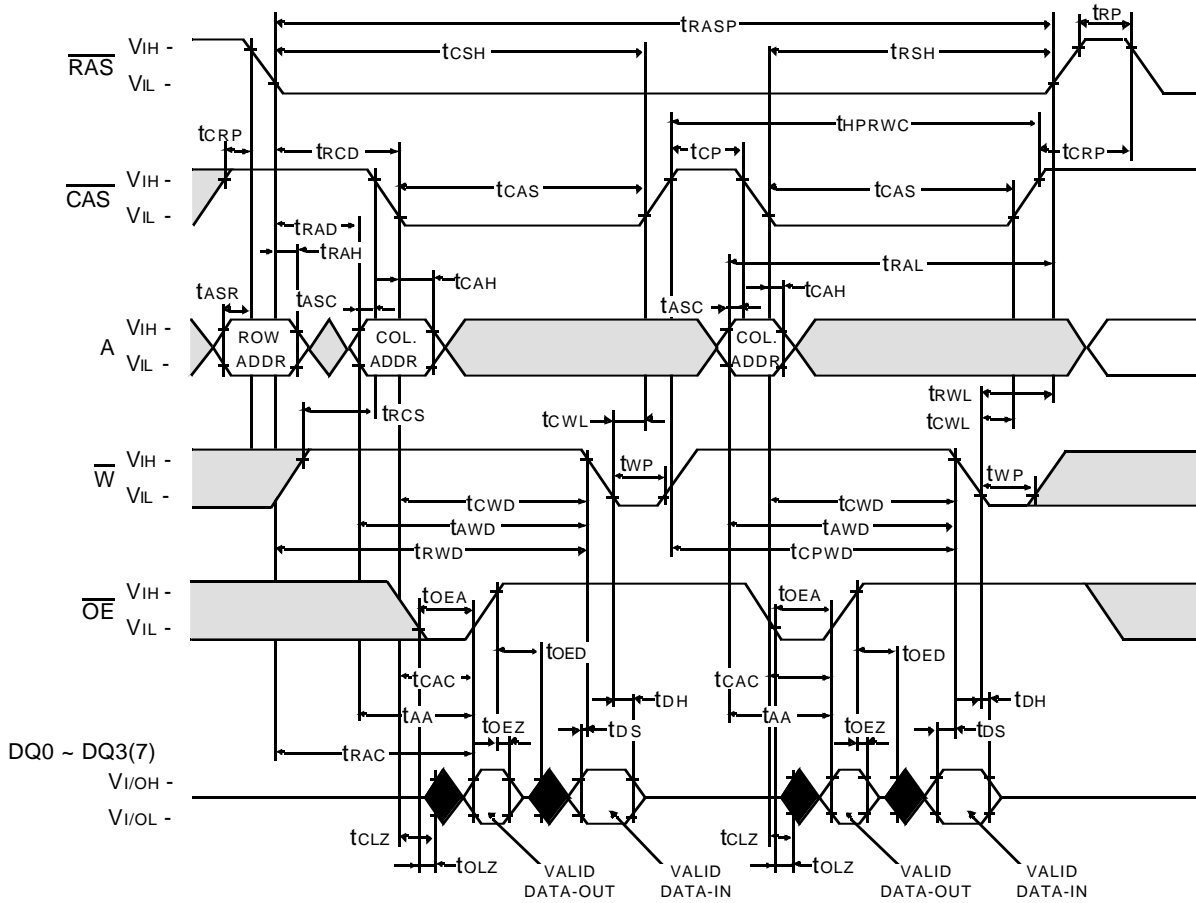 tRASP
tRP
tCSH
tRSH
RAS
VIH -
VIL -
tCRP
tRCD
tHPRWC
tCP
tCRP
CAS
VIH -
VIL -
tCAS
tCAS
tRAD
tRAH
tCAH
tRAL
tCAH
tASR
tASC
tASC
A
VIH -
VIL -
ROW
ADDR
COL.
ADDR
COL.
ADDR
tRCS
tCWL
tRWL
tCWL
W
VIH -
VIL -
tWP
tWP
tCWD
tCWD
tAWD
tAWD
tRWD
tCPWD
OE
VIH -
VIL -
tOEA
tOEA
tOED
tOED
tCAC
tCAC
tAA
tAA
tDH
tDH
tOEZ
tOEZ
tDS
tDS
tRAC
DQ0 ~ DQ3(7)
VI/OH -
VI/OL -
tCLZ
tCLZ
tOLZ
tOLZ
VALID
DATA-OUT
VALID
DATA-IN
VALID
DATA-OUT
VALID
DATA-IN